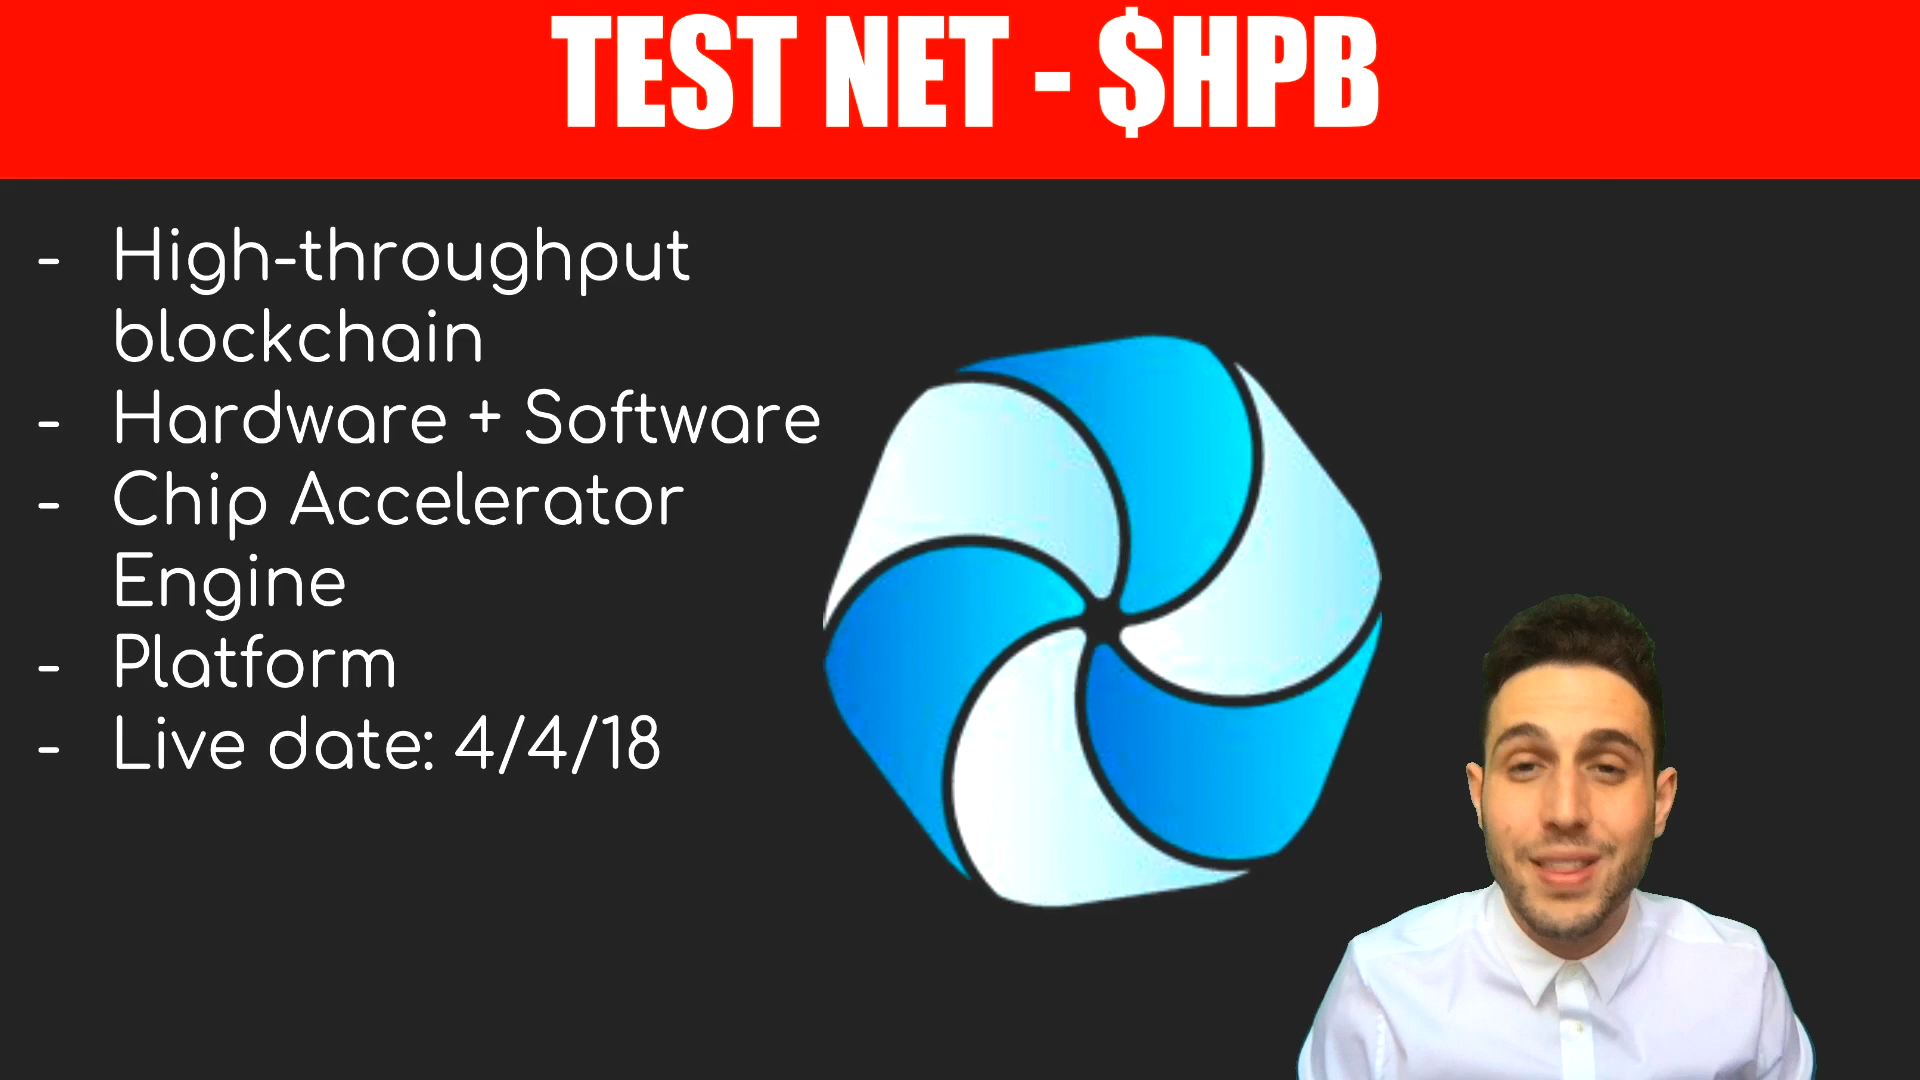 TEST NET - $HPB
- High-throughput
blockchain
- Hardware + Software
- Chip Accelerator
Engine
- Platform
- Live date: 4/4/18